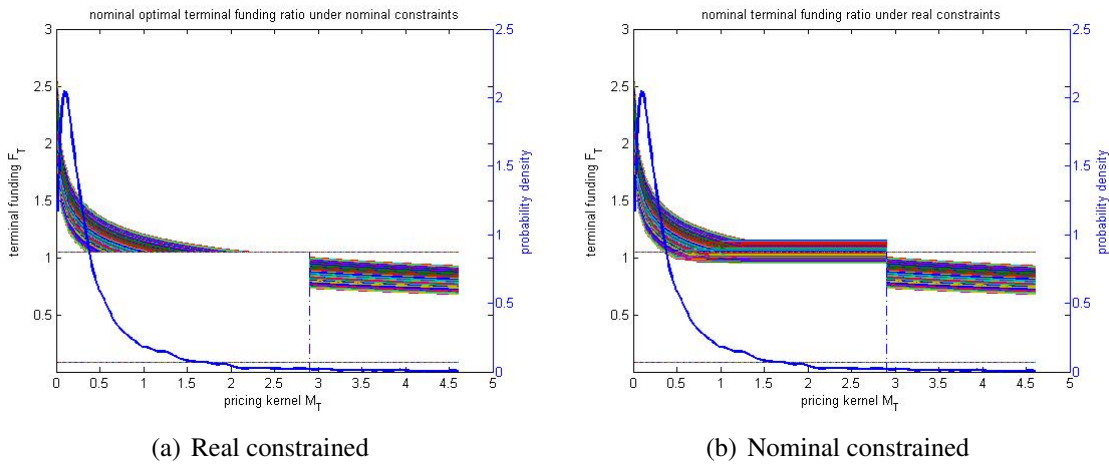 nominal optimal terminal funding ratio under nominal constraints
3
2.5
2
1.5
1
0.5
terminal funding F_T
2.5
2
1.5
1
0.5
0
probability density
0 0.5 1 1.5 2 2.5 3 3.5 4 4.5 5
pricing kernel M_T
(a) Real constrained
nominal terminal funding ratio under real constraints
3
2.5
2
1.5
1
0.5
terminal funding F_T
2.5
2
1.5
1
0.5
0
probability density
0 0.5 1 1.5 2 2.5 3 3.5 4 4.5 5
pricing kernel M_T
(b) Nominal constrained